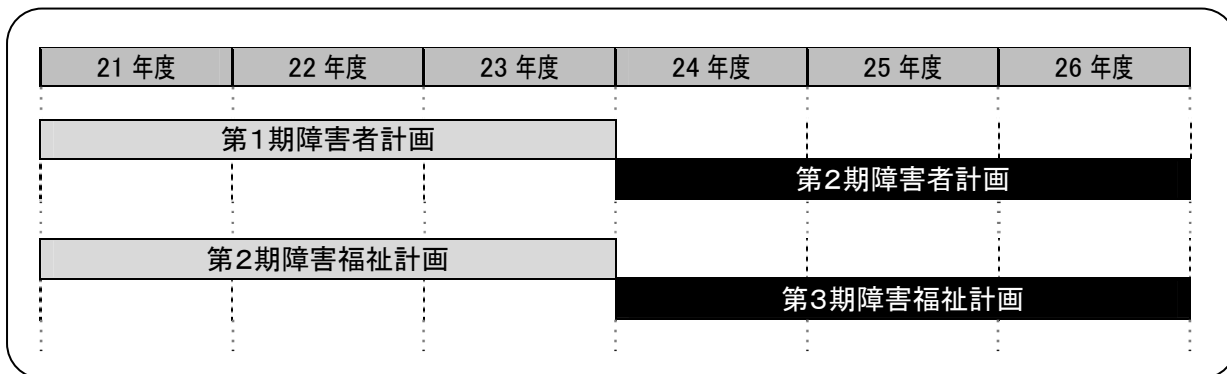 21 年度 22 年度 23 年度 24 年度 25 年度 26 年度
第1期障害者計画
第2期障害者計画
第2期障害福祉計画
第3期障害福祉計画